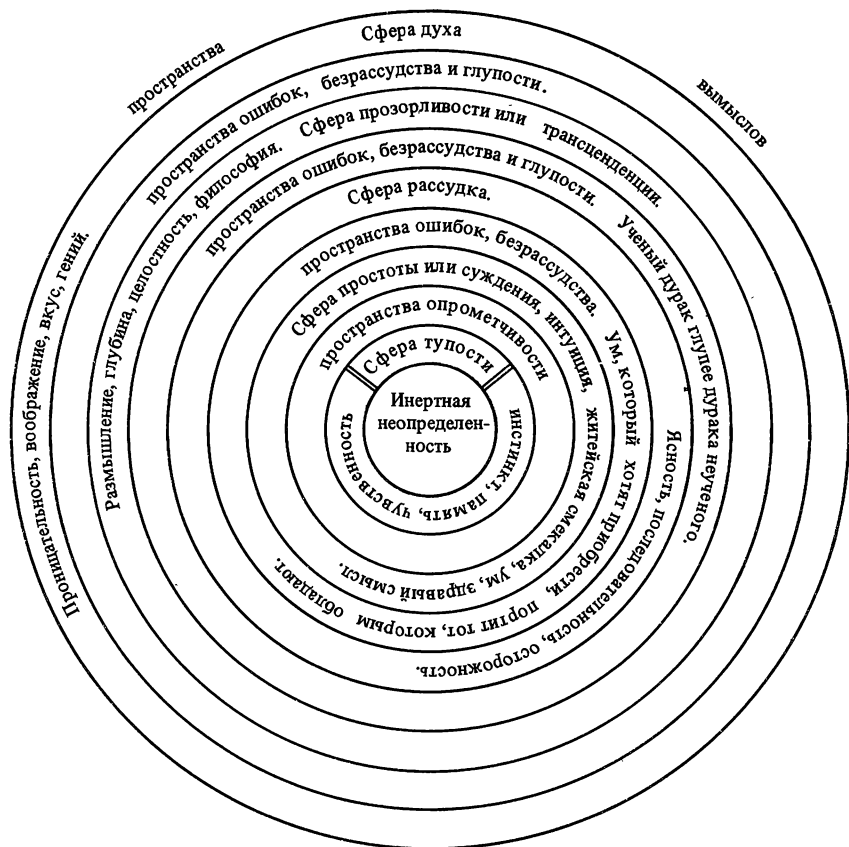 пространства вымыслов
Сфера духа
Проницательность, воображение, вкус, гений.
пространства ошибок, безрассудства и глупости.
Сфера прозорливости или трансценденции.
Размышление, глубина, целостность, философия.
пространства ошибок, безрассудства и глупости. Ученый дурак глупее дурака неученого.
Сфера рассудка.
Ясность, последовательность, осторожность.
пространства ошибок, безрассудства. Ум, который хотят приобрести, портит тот, которым обладают.
Сфера простоты или суждения, интуиция, житейская смекалка, ум, здравый смысл.
пространства опрометчивости
Сфера тупости
инстинкт, память, чувственность
Инертная
неопределен-
ность